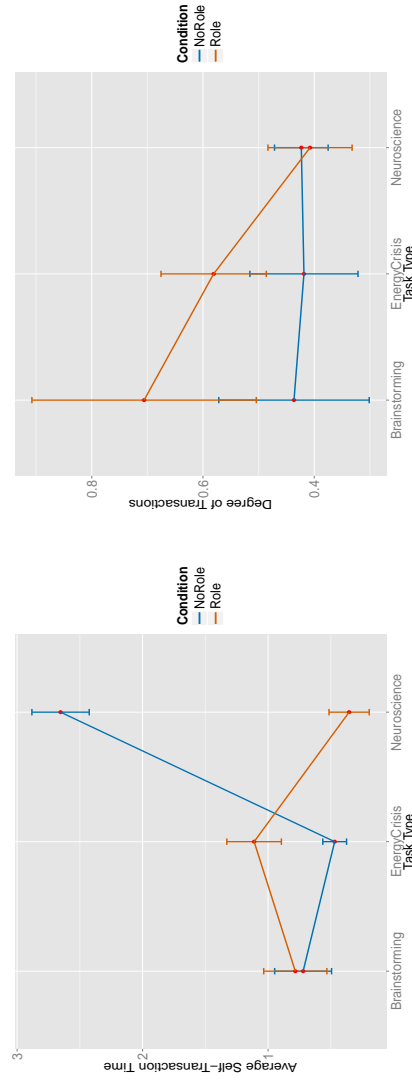 Condition
NoRole
Role
0.8
0.6
0.4
Degree of Transactions
Brainstorming
EnergyCrisis
Neuroscience
Task Type
Condition
NoRole
Role
3
2
1
Average Self−Transaction Time
Brainstorming
EnergyCrisis
Neuroscience
Task Type